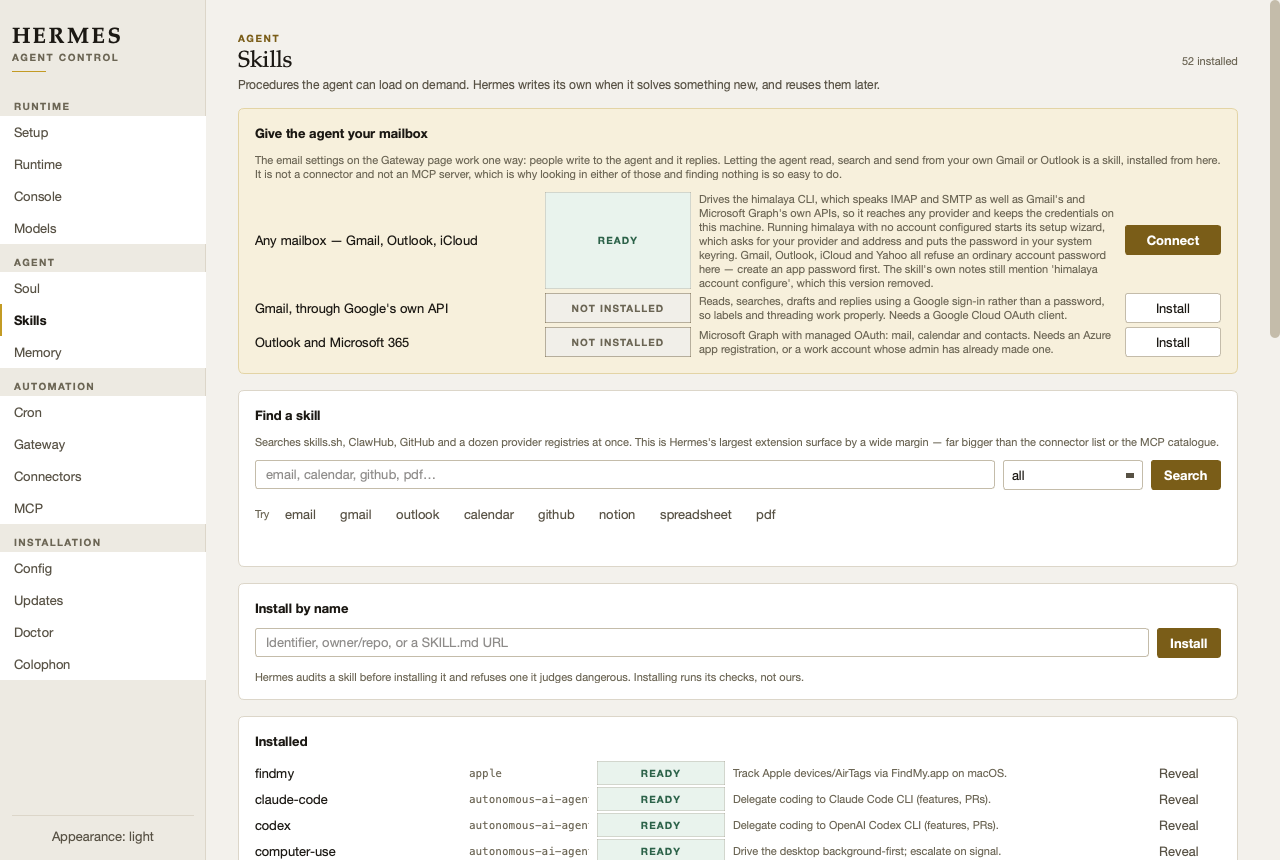 HERMES
AGENT CONTROL
RUNTIME
Setup
Runtime
Console
Models
AGENT
Soul
Skills
Memory
AUTOMATION
Cron
Gateway
Connectors
MCP
INSTALLATION
Config
Updates
Doctor
Colophon
Appearance: light
AGENT
Skills
52 installed
Procedures the agent can load on demand. Hermes writes its own when it solves something new, and reuses them later.
Give the agent your mailbox
The email settings on the Gateway page work one way: people write to the agent and it replies. Letting the agent read, search and send from your own Gmail or Outlook is a skill, installed from here.
It is not a connector and not an MCP server, which is why looking in either of those and finding nothing is so easy to do.
Any mailbox — Gmail, Outlook, iCloud
READY
Drives the himalaya CLI, which speaks IMAP and SMTP as well as Gmail's and
Microsoft Graph's own APIs, so it reaches any provider and keeps the credentials on
this machine. Running himalaya with no account configured starts its setup wizard,
which asks for your provider and address and puts the password in your system
keyring. Gmail, Outlook, iCloud and Yahoo all refuse an ordinary account password
here — create an app password first. The skill's own notes still mention ‘himalaya
account configure’, which this version removed.
Connect
Gmail, through Google's own API
NOT INSTALLED
Reads, searches, drafts and replies using a Google sign-in rather than a password,
so labels and threading work properly. Needs a Google Cloud OAuth client.
Install
Outlook and Microsoft 365
NOT INSTALLED
Microsoft Graph with managed OAuth: mail, calendar and contacts. Needs an Azure
app registration, or a work account whose admin has already made one.
Install
Find a skill
Searches skills.sh, ClawHub, GitHub and a dozen provider registries at once. This is Hermes's largest extension surface by a wide margin — far bigger than the connector list or the MCP catalogue.
email, calendar, github, pdf…
all
Search
Try email gmail outlook calendar github notion spreadsheet pdf
Install by name
Identifier, owner/repo, or a SKILL.md URL
Install
Hermes audits a skill before installing it and refuses one it judges dangerous. Installing runs its checks, not ours.
Installed
findmy apple READY Track Apple devices/AirTags via FindMy.app on macOS. Reveal
claude-code autonomous-ai-agen READY Delegate coding to Claude Code CLI (features, PRs). Reveal
codex autonomous-ai-agen READY Delegate coding to OpenAI Codex CLI (features, PRs). Reveal
computer-use autonomous-ai-agen READY Drive the desktop background-first; escalate on signal. Reveal